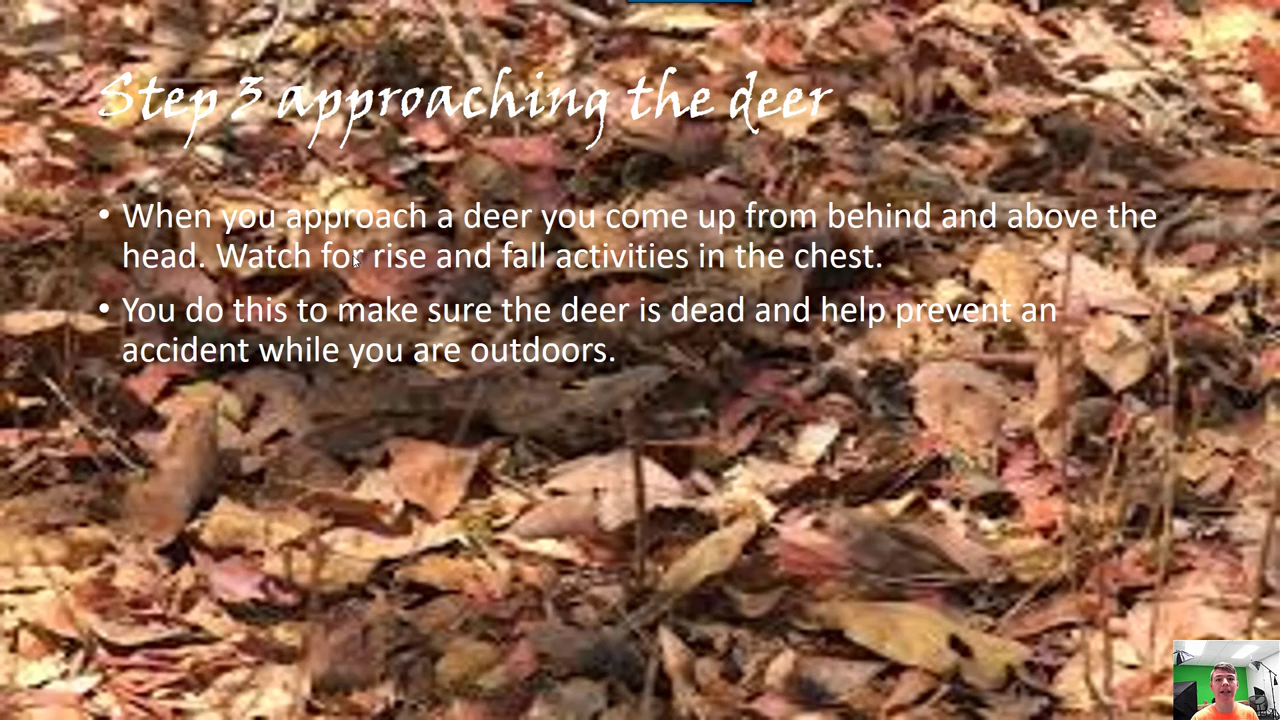 Step 3 approaching the deer
• When you approach a deer you come up from behind and above the
head. Watch for rise and fall activities in the chest.
• You do this to make sure the deer is dead and help prevent an
accident while you are outdoors.